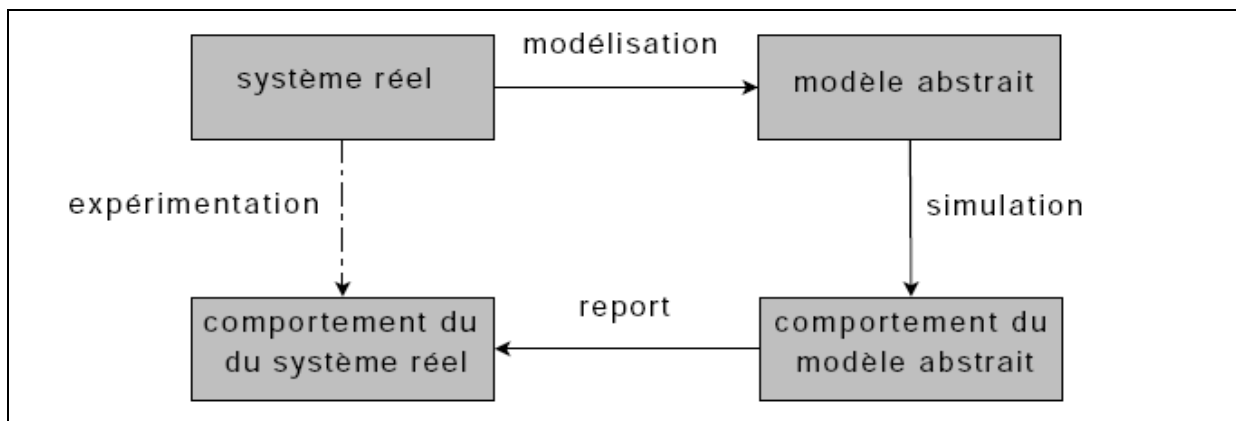 modélisation
système réel
modèle abstrait
expérimentation
simulation
report
comportement du
du système réel
comportement du
modèle abstrait